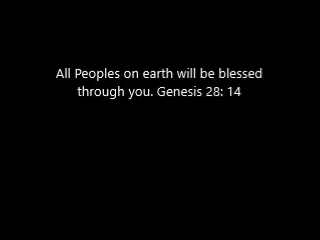 All Peoples on earth will be blessed
through you. Genesis 28: 14